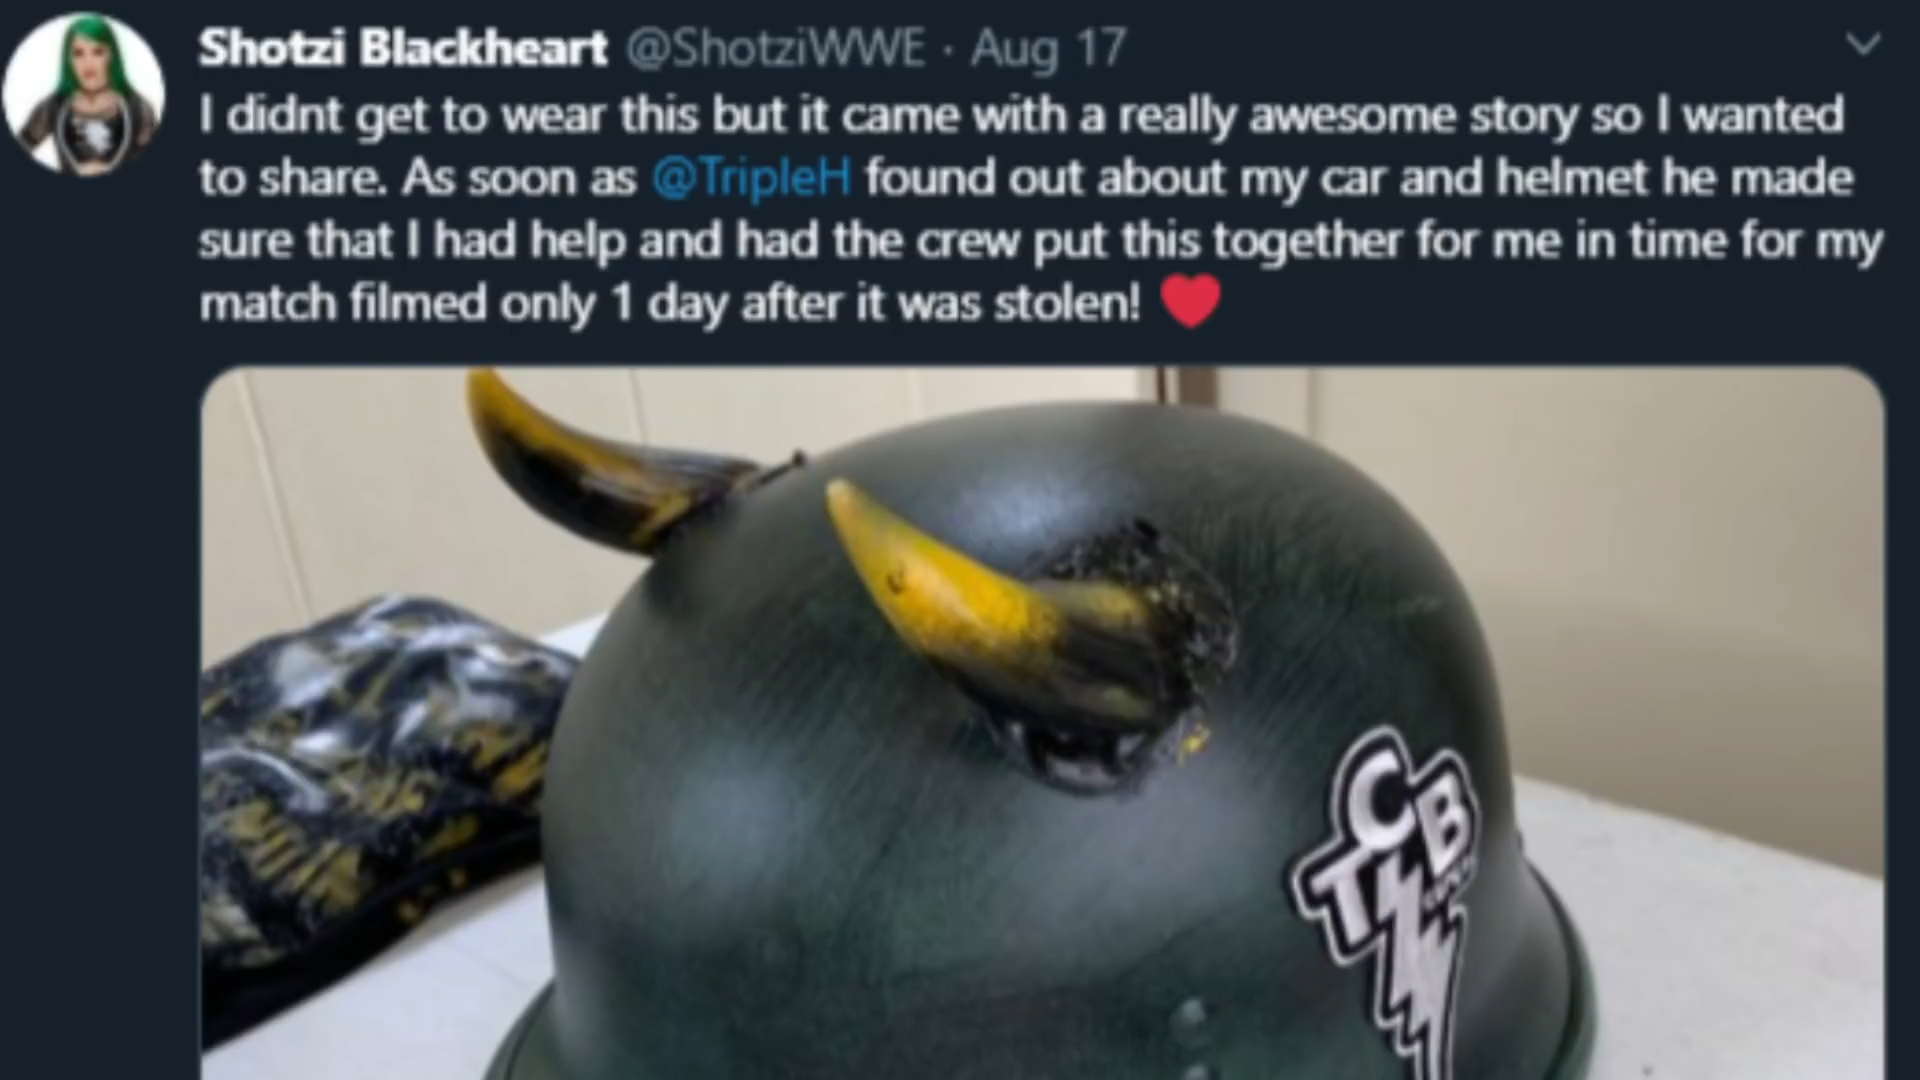 Shotzi Blackheart @ShotziWWE · Aug 17
I didnt get to wear this but it came with a really awesome story so I wanted
to share. As soon as @TripleH found out about my car and helmet he made
sure that I had help and had the crew put this together for me in time for my
match filmed only 1 day after it was stolen! ❤️
CB
T